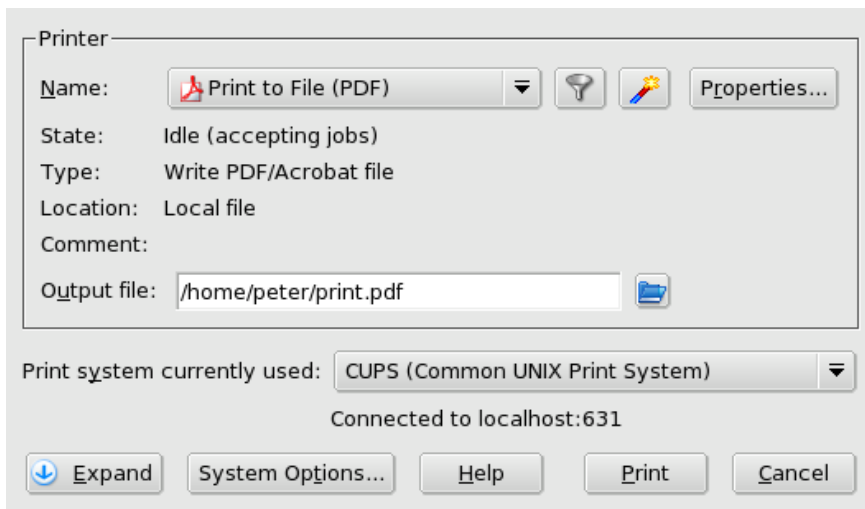 Printer
Name: Print to File (PDF) Properties...
State: Idle (accepting jobs)
Type: Write PDF/Acrobat file
Location: Local file
Comment:
Output file: /home/peter/print.pdf
Print system currently used: CUPS (Common UNIX Print System)
Connected to localhost:631
Expand System Options... Help Print Cancel